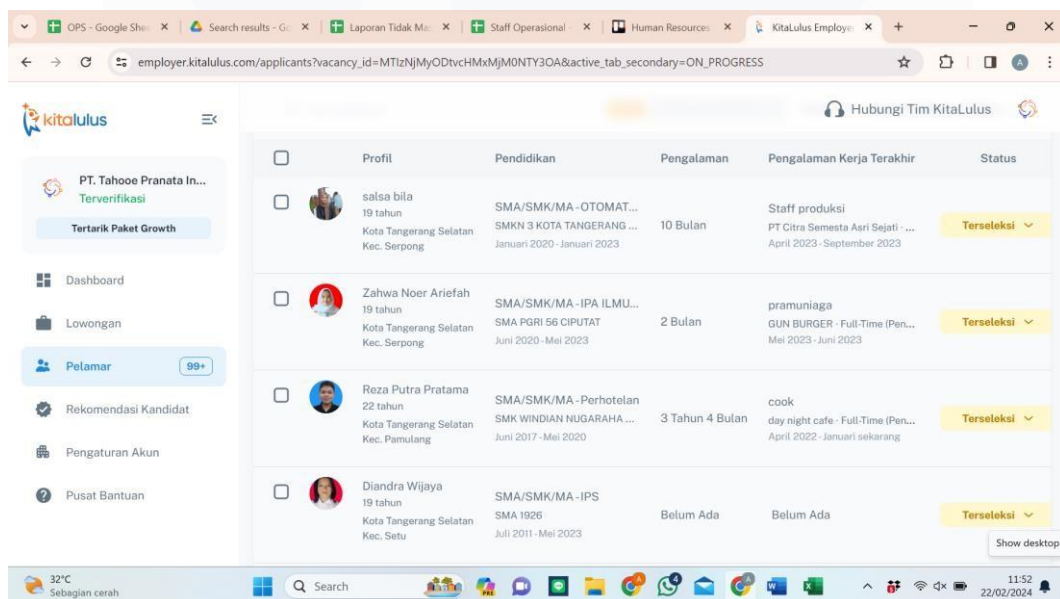 OPS - Google She
Search results - Go
Laporan Tidak Ma
Staff Operasional -
Human Resources
KitaLulus Employe
employer.kitalulus.com/applicants?vacancy_id=MTIzNjMyODtvcHMxMjM0NTY3OA&active_tab_secondary=ON_PROGRESS
A
kitalulus
Hubungi Tim KitaLulus
PT. Tahooe Pranata In...
Terverifikasi
Tertarik Paket Growth
Dashboard
Lowongan
Pelamar 99+
Rekomendasi Kandidat
Pengaturan Akun
Pusat Bantuan
Profil Pendidikan Pengalaman Pengalaman Kerja Terakhir Status
salsa bila
19 tahun
Kota Tangerang Selatan
Kec. Serpong
SMA/SMK/MA - OTOMAT...
SMKN 3 KOTA TANGERANG ...
Januari 2020 - Januari 2023
10 Bulan
Staff produksi
PT Citra Semesta Asri Sejati · ...
April 2023 - September 2023
Terseleksi
Zahwa Noer Ariefah
19 tahun
Kota Tangerang Selatan
Kec. Serpong
SMA/SMK/MA - IPA ILMU...
SMA PGRI 56 CIPUTAT
Juni 2020 - Mei 2023
2 Bulan
pramuniaga
GUN BURGER · Full-Time (Pen...
Mei 2023 - Juni 2023
Terseleksi
Reza Putra Pratama
22 tahun
Kota Tangerang Selatan
Kec. Pamulang
SMA/SMK/MA - Perhotelan
SMK WINDIAN NUGARAHA ...
Juni 2017 - Mei 2020
3 Tahun 4 Bulan
cook
day night cafe · Full-Time (Pen...
April 2022 - Januari sekarang
Terseleksi
Diandra Wijaya
19 tahun
Kota Tangerang Selatan
Kec. Setu
SMA/SMK/MA - IPS
SMA 1926
Juli 2011 - Mei 2023
Belum Ada
Belum Ada
Terseleksi
Show desktop
32°C
Sebagian cerah
Search
11:52
22/02/2024